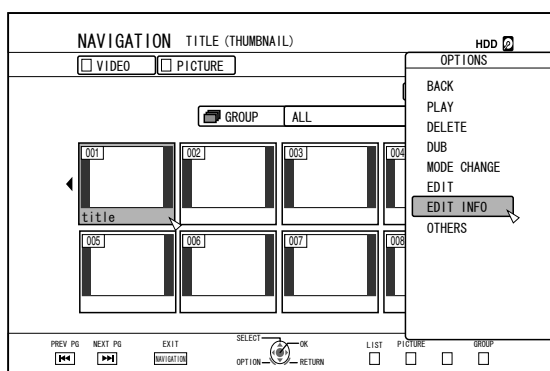 NAVIGATION TITLE (THUMBNAIL)
HDD
VIDEO PICTURE
OPTIONS
BACK
PLAY
DELETE
DUB
MODE CHANGE
EDIT
EDIT INFO
OTHERS
GROUP ALL
001 002 003 004
title
005 006 007 008
PREV PG NEXT PG EXIT SELECT OK LIST PICTURE GROUP
NAVIGATION OPTION RETURN